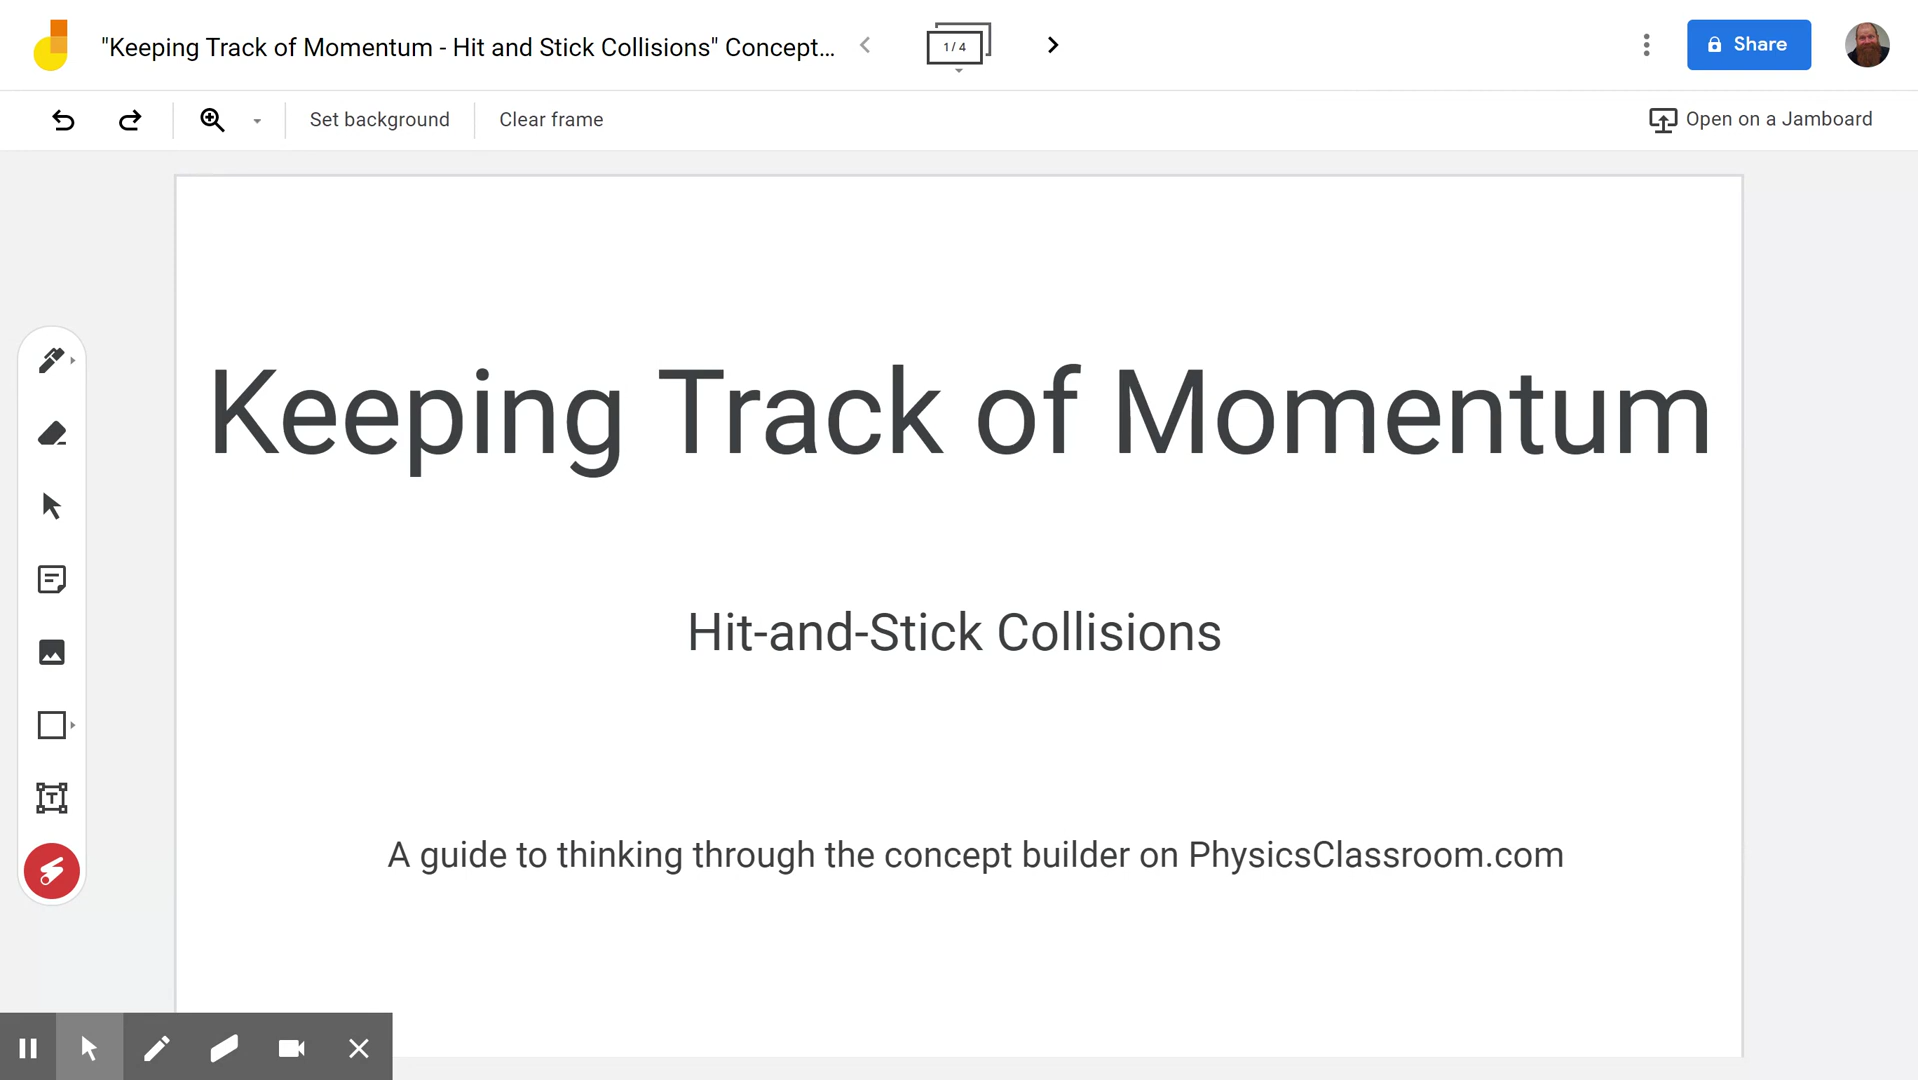 "Keeping Track of Momentum - Hit and Stick Collisions" Concept...
1 / 4
Share
Set background
Clear frame
Open on a Jamboard
Keeping Track of Momentum
Hit-and-Stick Collisions
A guide to thinking through the concept builder on PhysicsClassroom.com